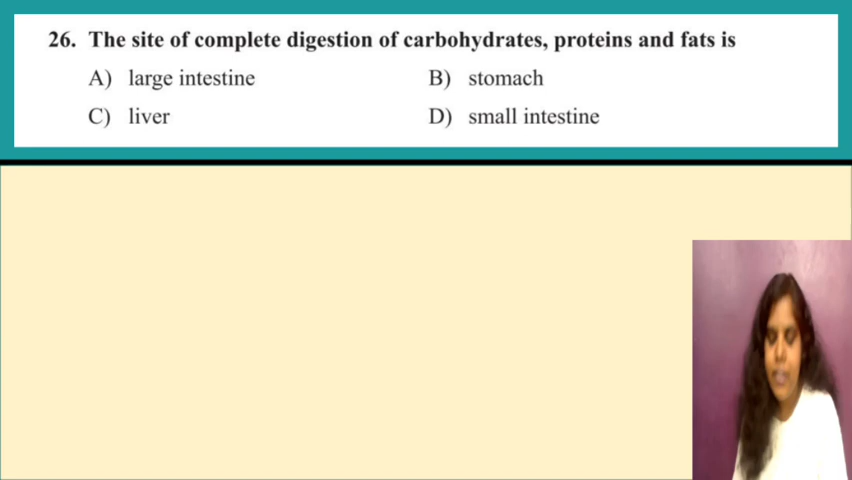 26. The site of complete digestion of carbohydrates, proteins and fats is
A) large intestine B) stomach
C) liver D) small intestine